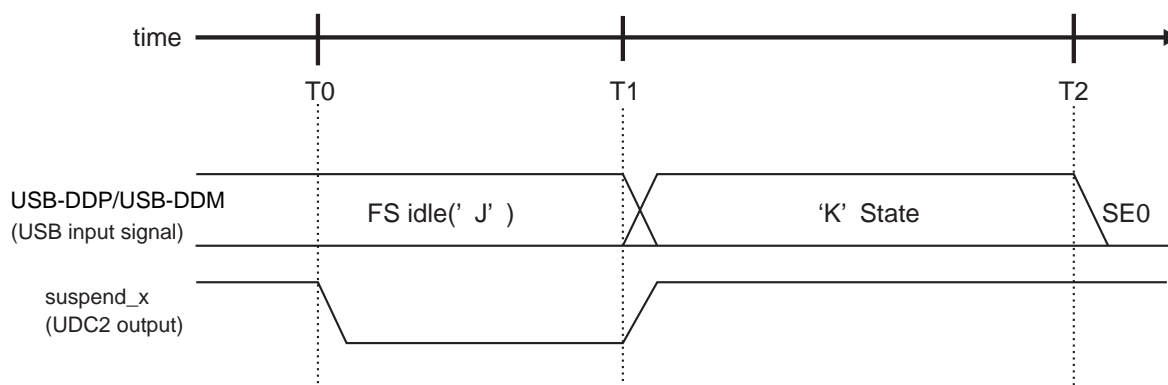 time
T0 T1 T2
USB-DDP/USB-DDM
(USB input signal)
FS idle(' J' )
‘K’ State
SE0
suspend_x
(UDC2 output)